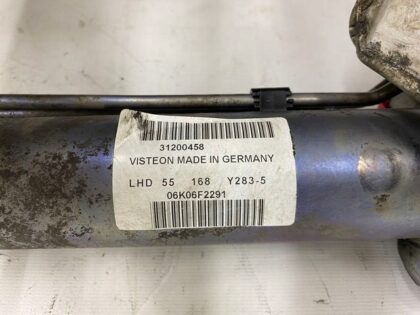 31200458
VISTEON MADE IN GERMANY
LHD 55 168 Y283-5
06K06F2291